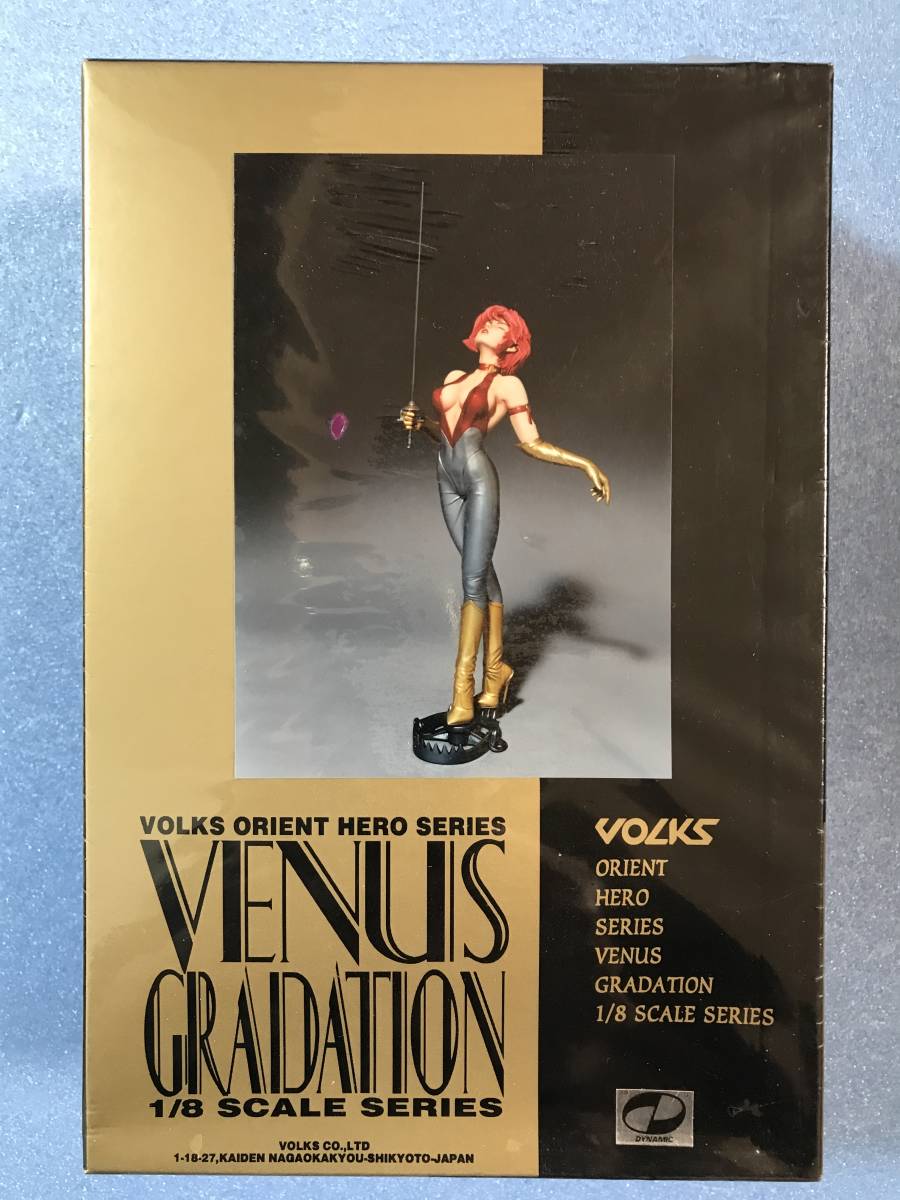 VOLKS ORIENT HERO SERIES
VENUS
GRADATION
1/8 SCALE SERIES
VOLKS CO.,LTD
1-18-27,KAIDEN NAGAOKAKYOU-SHIKYOTO-JAPAN
VOLKS
ORIENT
HERO
SERIES
VENUS
GRADATION
1/8 SCALE SERIES
DYNAMIC